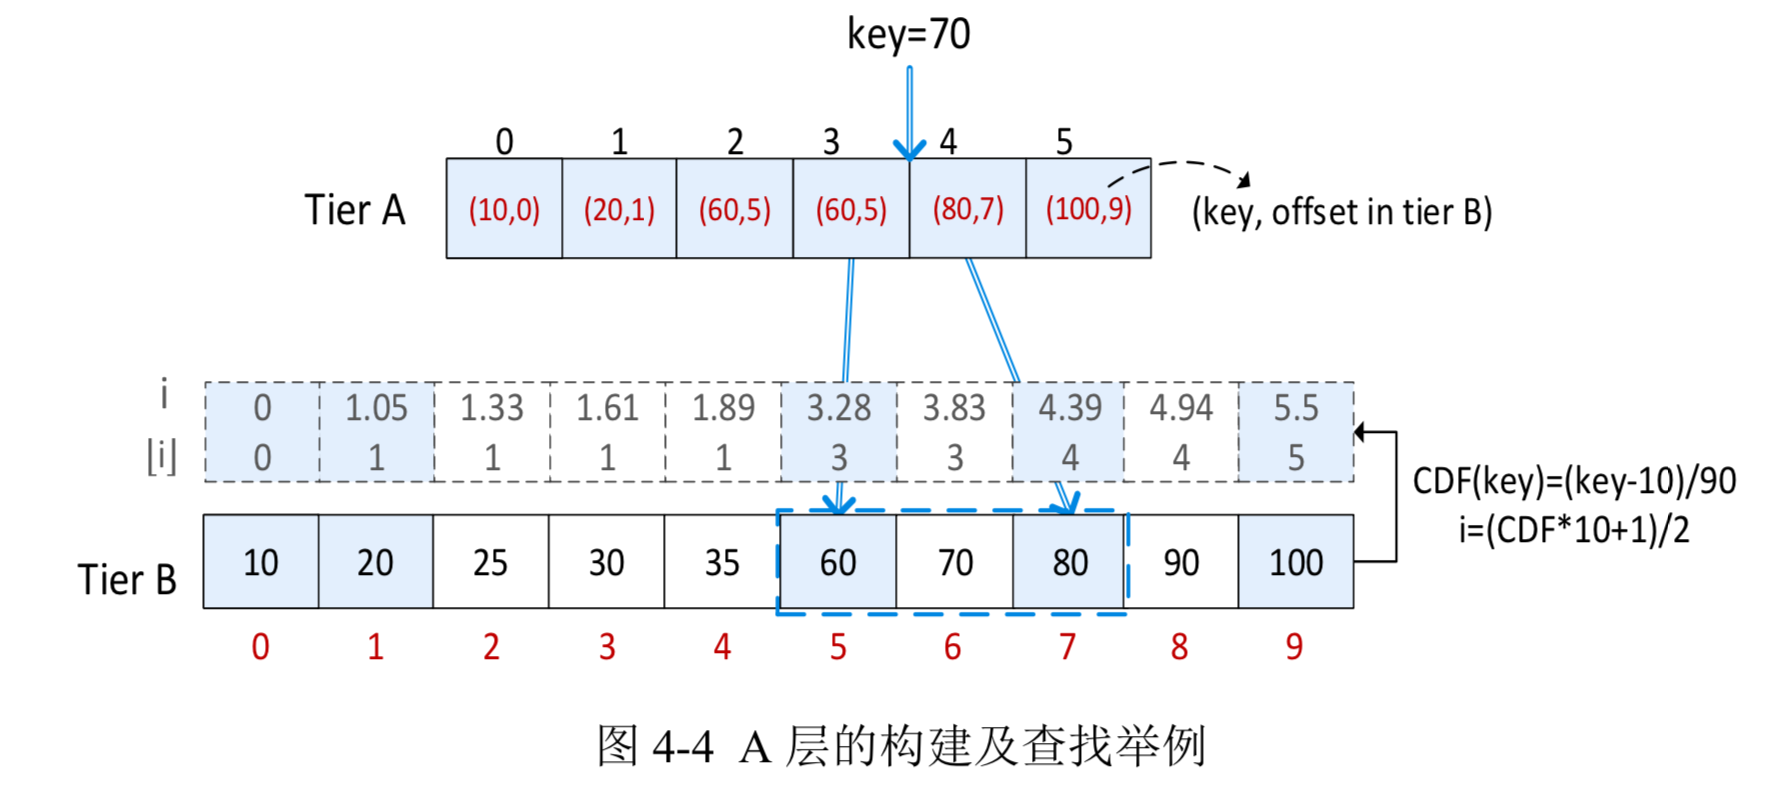 key=70
0 1 2 3 4 5
Tier A (10,0) (20,1) (60,5) (60,5) (80,7) (100,9) (key, offset in tier B)
i 0 1.05 1.33 1.61 1.89 3.28 3.83 4.39 4.94 5.5
⌊i⌋ 0 1 1 1 1 3 3 4 4 5
CDF(key)=(key-10)/90
i=(CDF*10+1)/2
Tier B 10 20 25 30 35 60 70 80 90 100
0 1 2 3 4 5 6 7 8 9
图 4-4 A 层的构建及查找举例